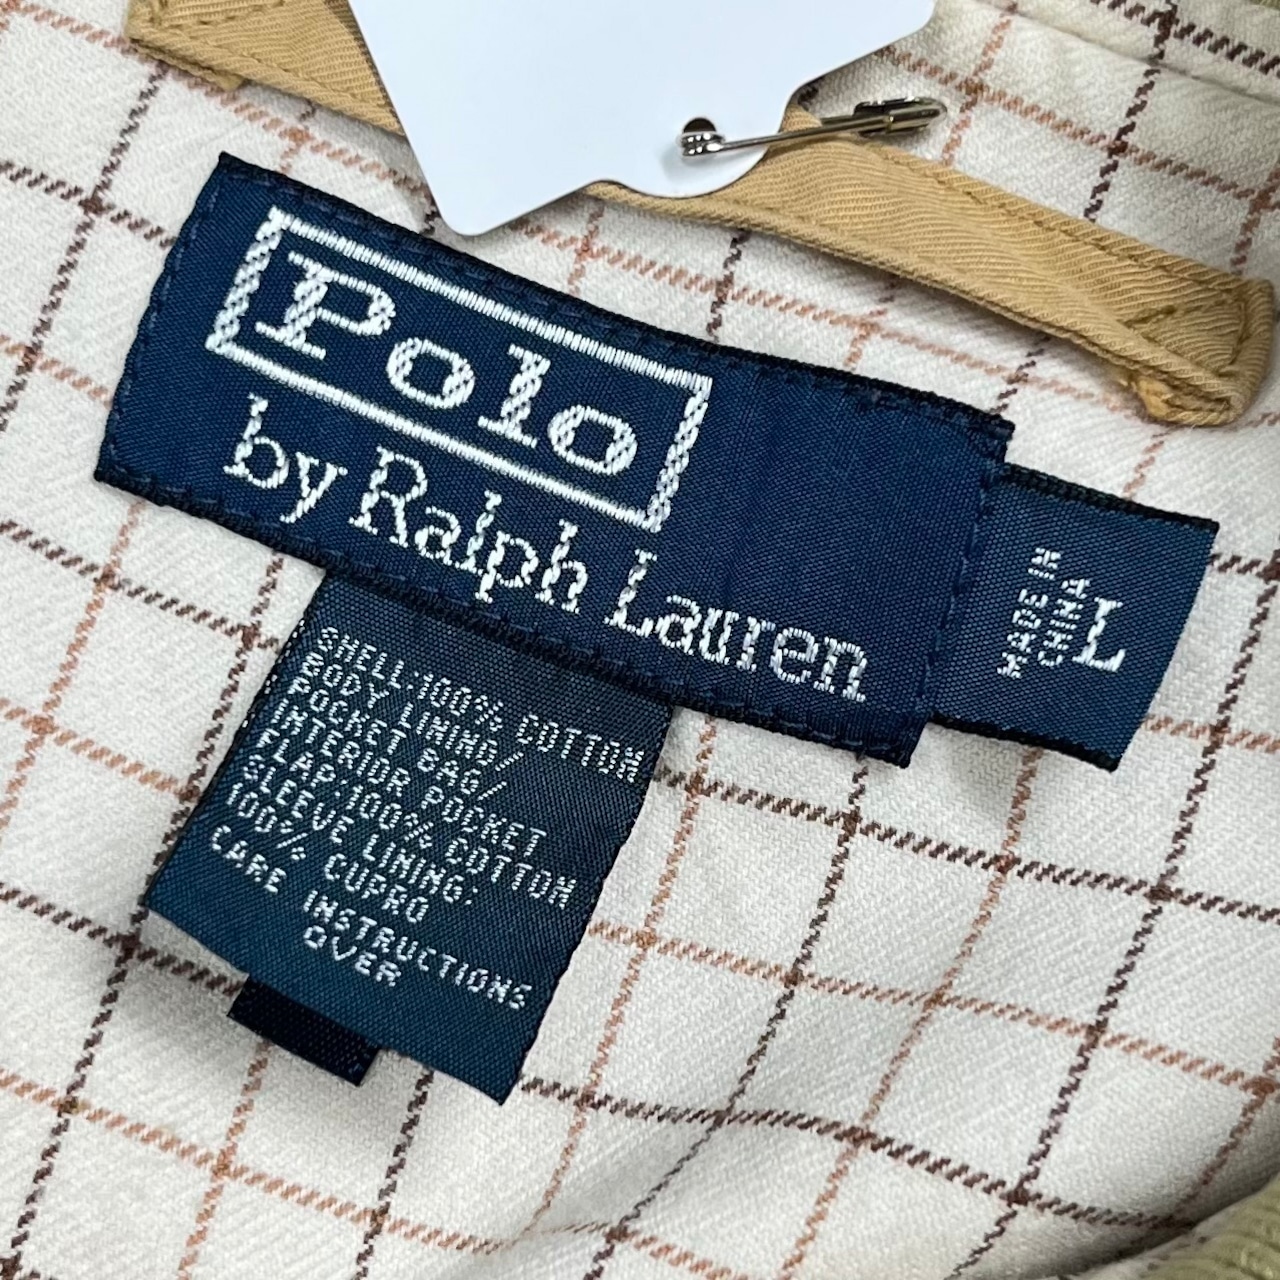 Polo
by Ralph Lauren
MADE IN
CHINA
L
SHELL:100% COTTON
BODY LINING/
POCKET BAG/
INTERIOR POCKET
FLAP:100% COTTON
SLEEVE LINING:
100% CUPRO
CARE INSTRUCTIONS
OVER